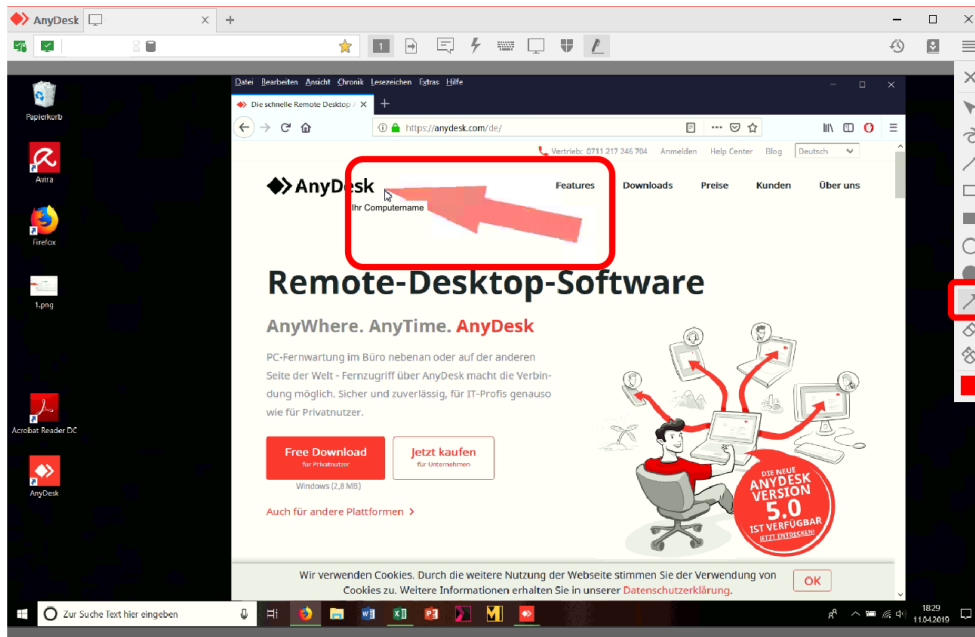 AnyDesk
1
Papierkorb
Avira
Firefox
1.png
Acrobat Reader DC
AnyDesk
Datei Bearbeiten Ansicht Chronik Lesezeichen Extras Hilfe
Die schnelle Remote Desktop
https://anydesk.com/de/
Vertrieb: 0711 217 246 704 Anmelden Help Center Blog Deutsch
AnyDesk
Features Downloads Preise Kunden Über uns
Ihr Computername
Remote-Desktop-Software
AnyWhere. AnyTime. AnyDesk
PC-Fernwartung im Büro nebenan oder auf der anderen
Seite der Welt - Fernzugriff über AnyDesk macht die Verbin-
dung möglich. Sicher und zuverlässig, für IT-Profis genauso
wie für Privatnutzer.
Free Download
für Privatnutzer
Jetzt kaufen
für Unternehmen
Windows (2,8 MB)
Auch für andere Plattformen >
DIE NEUE
ANYDESK
VERSION
5.0
IST VERFÜGBAR
JETZT ENTDECKEN!
Wir verwenden Cookies. Durch die weitere Nutzung der Webseite stimmen Sie der Verwendung von
Cookies zu. Weitere Informationen erhalten Sie in unserer Datenschutzerklärung.
OK
Zur Suche Text hier eingeben
18:29
11.04.2019